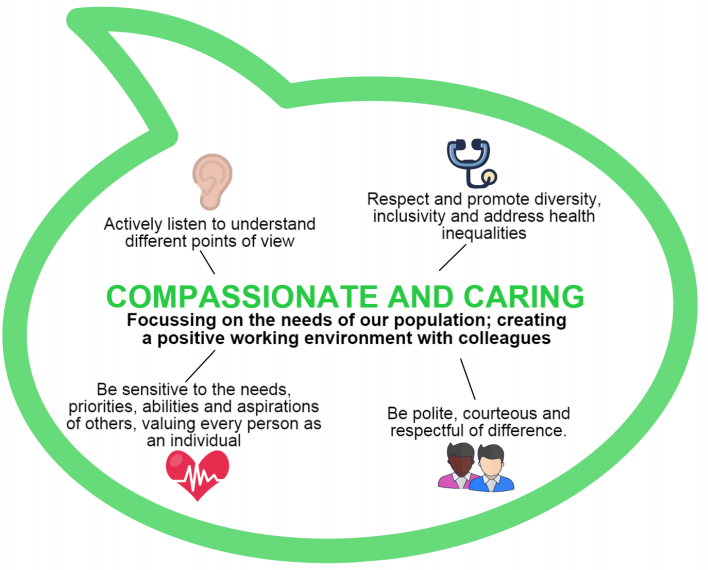 Actively listen to understand
different points of view
Respect and promote diversity,
inclusivity and address health
inequalities
COMPASSIONATE AND CARING
Focussing on the needs of our population; creating
a positive working environment with colleagues
Be sensitive to the needs,
priorities, abilities and aspirations
of others, valuing every person as
an individual
Be polite, courteous and
respectful of difference.